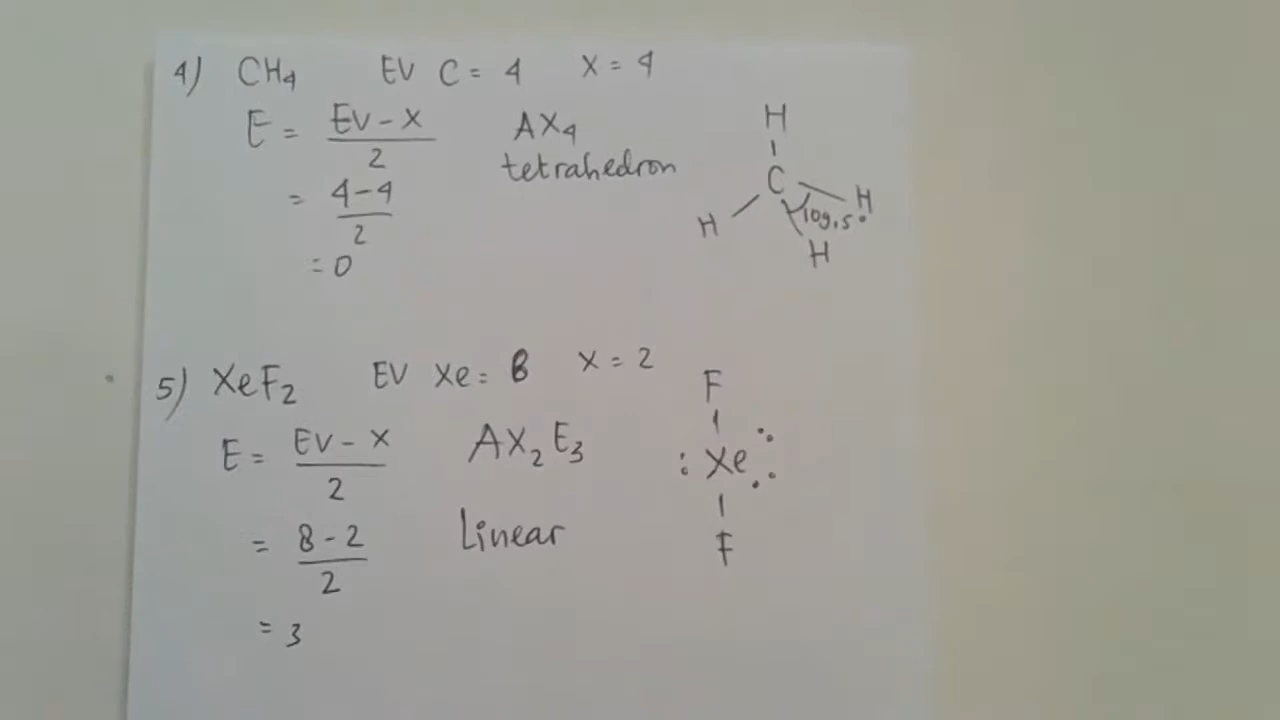 4) CH₄ EV C = 4 X = 4
E = (EV - X)/2 AX₄
tetrahedron
= (4-4)/2
= 0
H
C
H H
109,5°
H
5) XeF₂ EV Xe = 8 X = 2
E = (EV - X)/2 AX₂E₃
= (8-2)/2 Linear
= 3
F
:Xe::
F